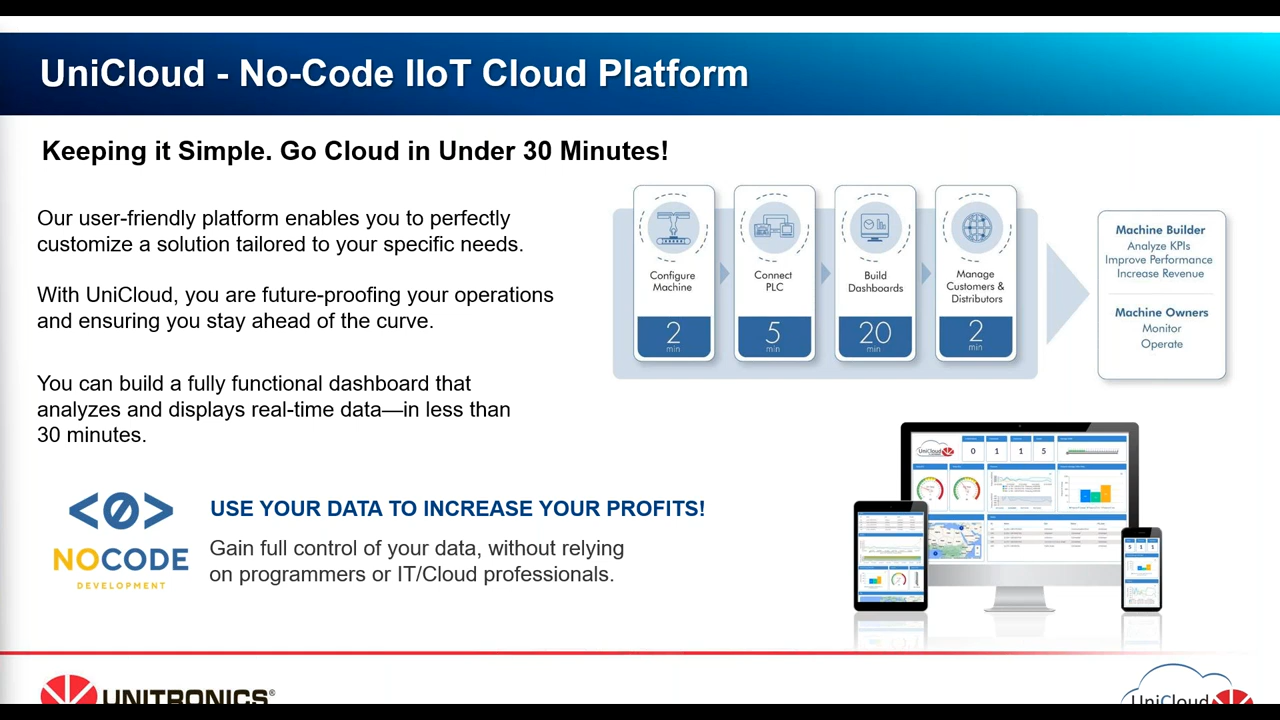 UniCloud - No-Code IIoT Cloud Platform
Keeping it Simple. Go Cloud in Under 30 Minutes!
Our user-friendly platform enables you to perfectly
customize a solution tailored to your specific needs.
With UniCloud, you are future-proofing your operations
and ensuring you stay ahead of the curve.
You can build a fully functional dashboard that
analyzes and displays real-time data—in less than
30 minutes.
<0>
NOCODE
DEVELOPMENT
USE YOUR DATA TO INCREASE YOUR PROFITS!
Gain full control of your data, without relying
on programmers or IT/Cloud professionals.
Configure
Machine
2
min
Connect
PLC
5
min
Build
Dashboards
20
min
Manage
Customers &
Distributors
2
min
Machine Builder
Analyze KPIs
Improve Performance
Increase Revenue
Machine Owners
Monitor
Operate
UniCloud
0 1 1 5
5 1 1
UNITRONICS®
UniCloud